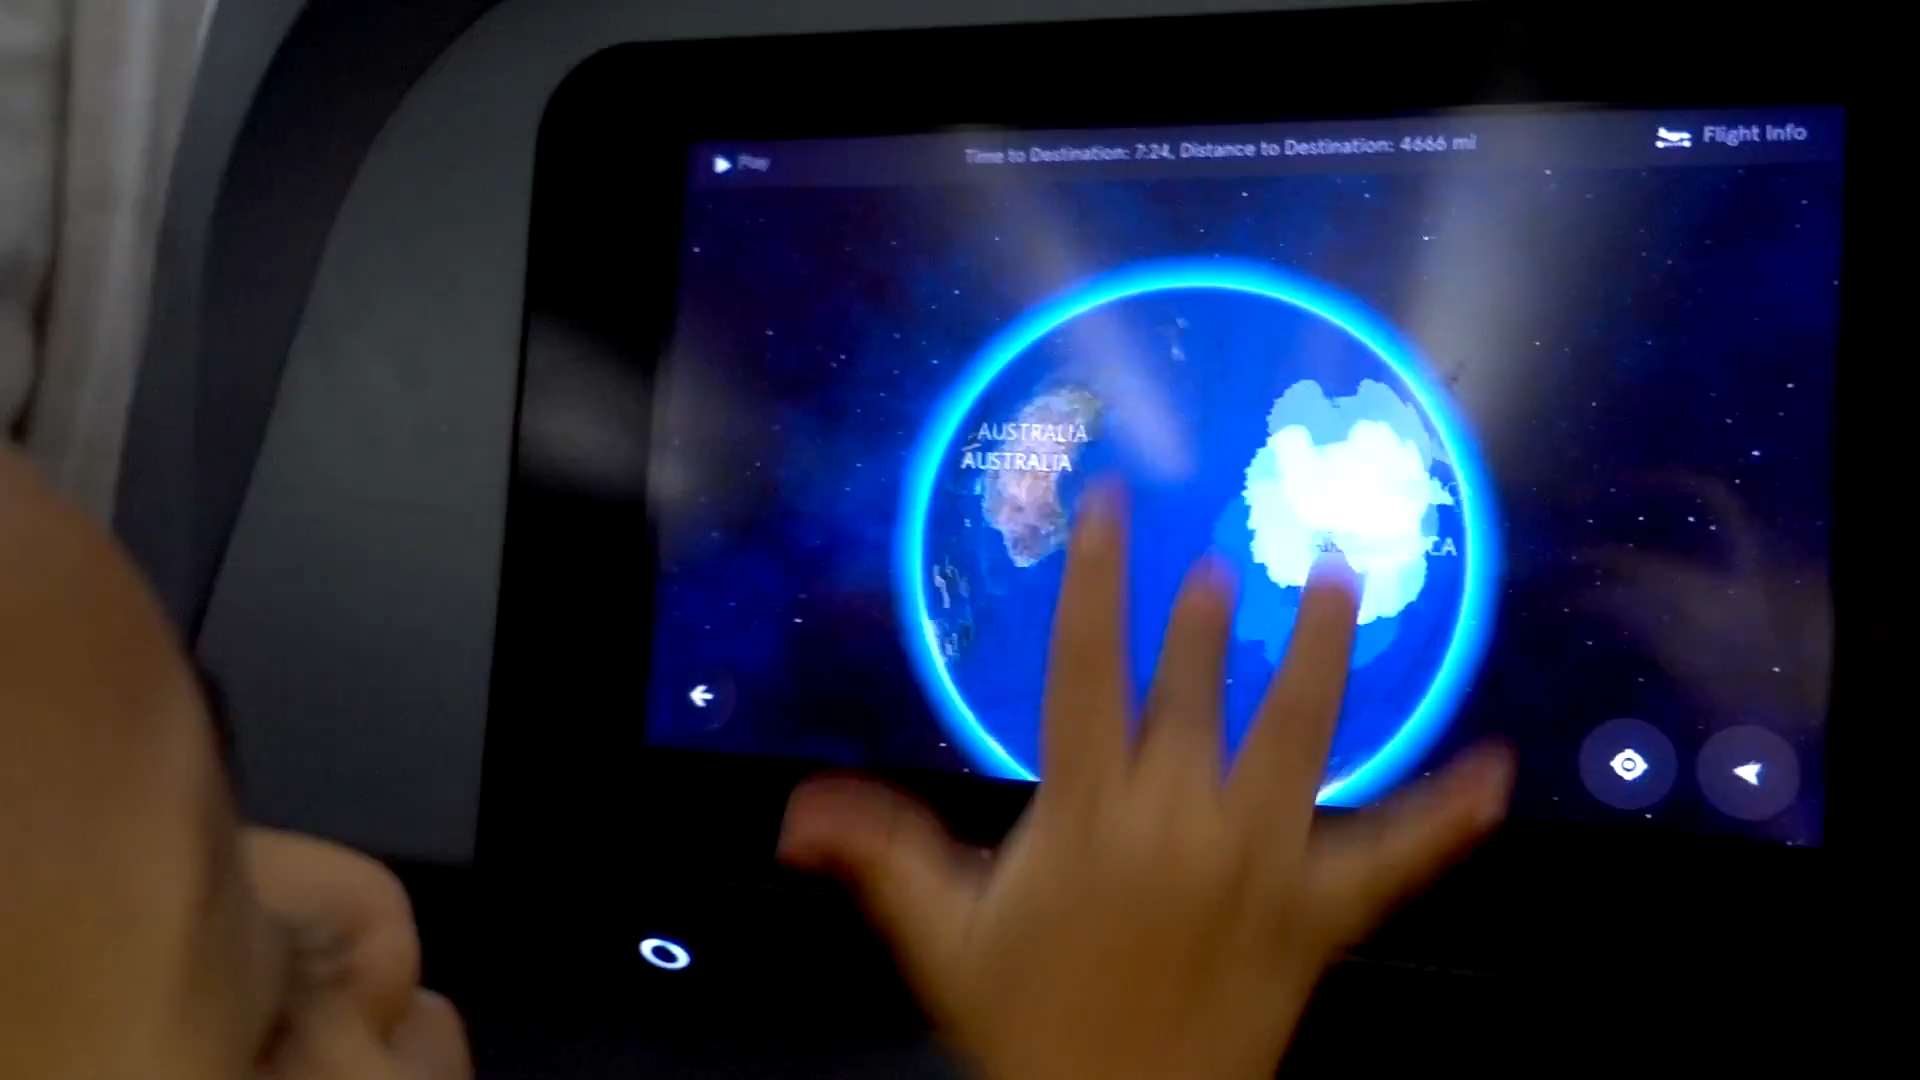 Play
Time to Destination: 7:24, Distance to Destination: 4666 mi
Flight Info
AUSTRALIA
AUSTRALIA